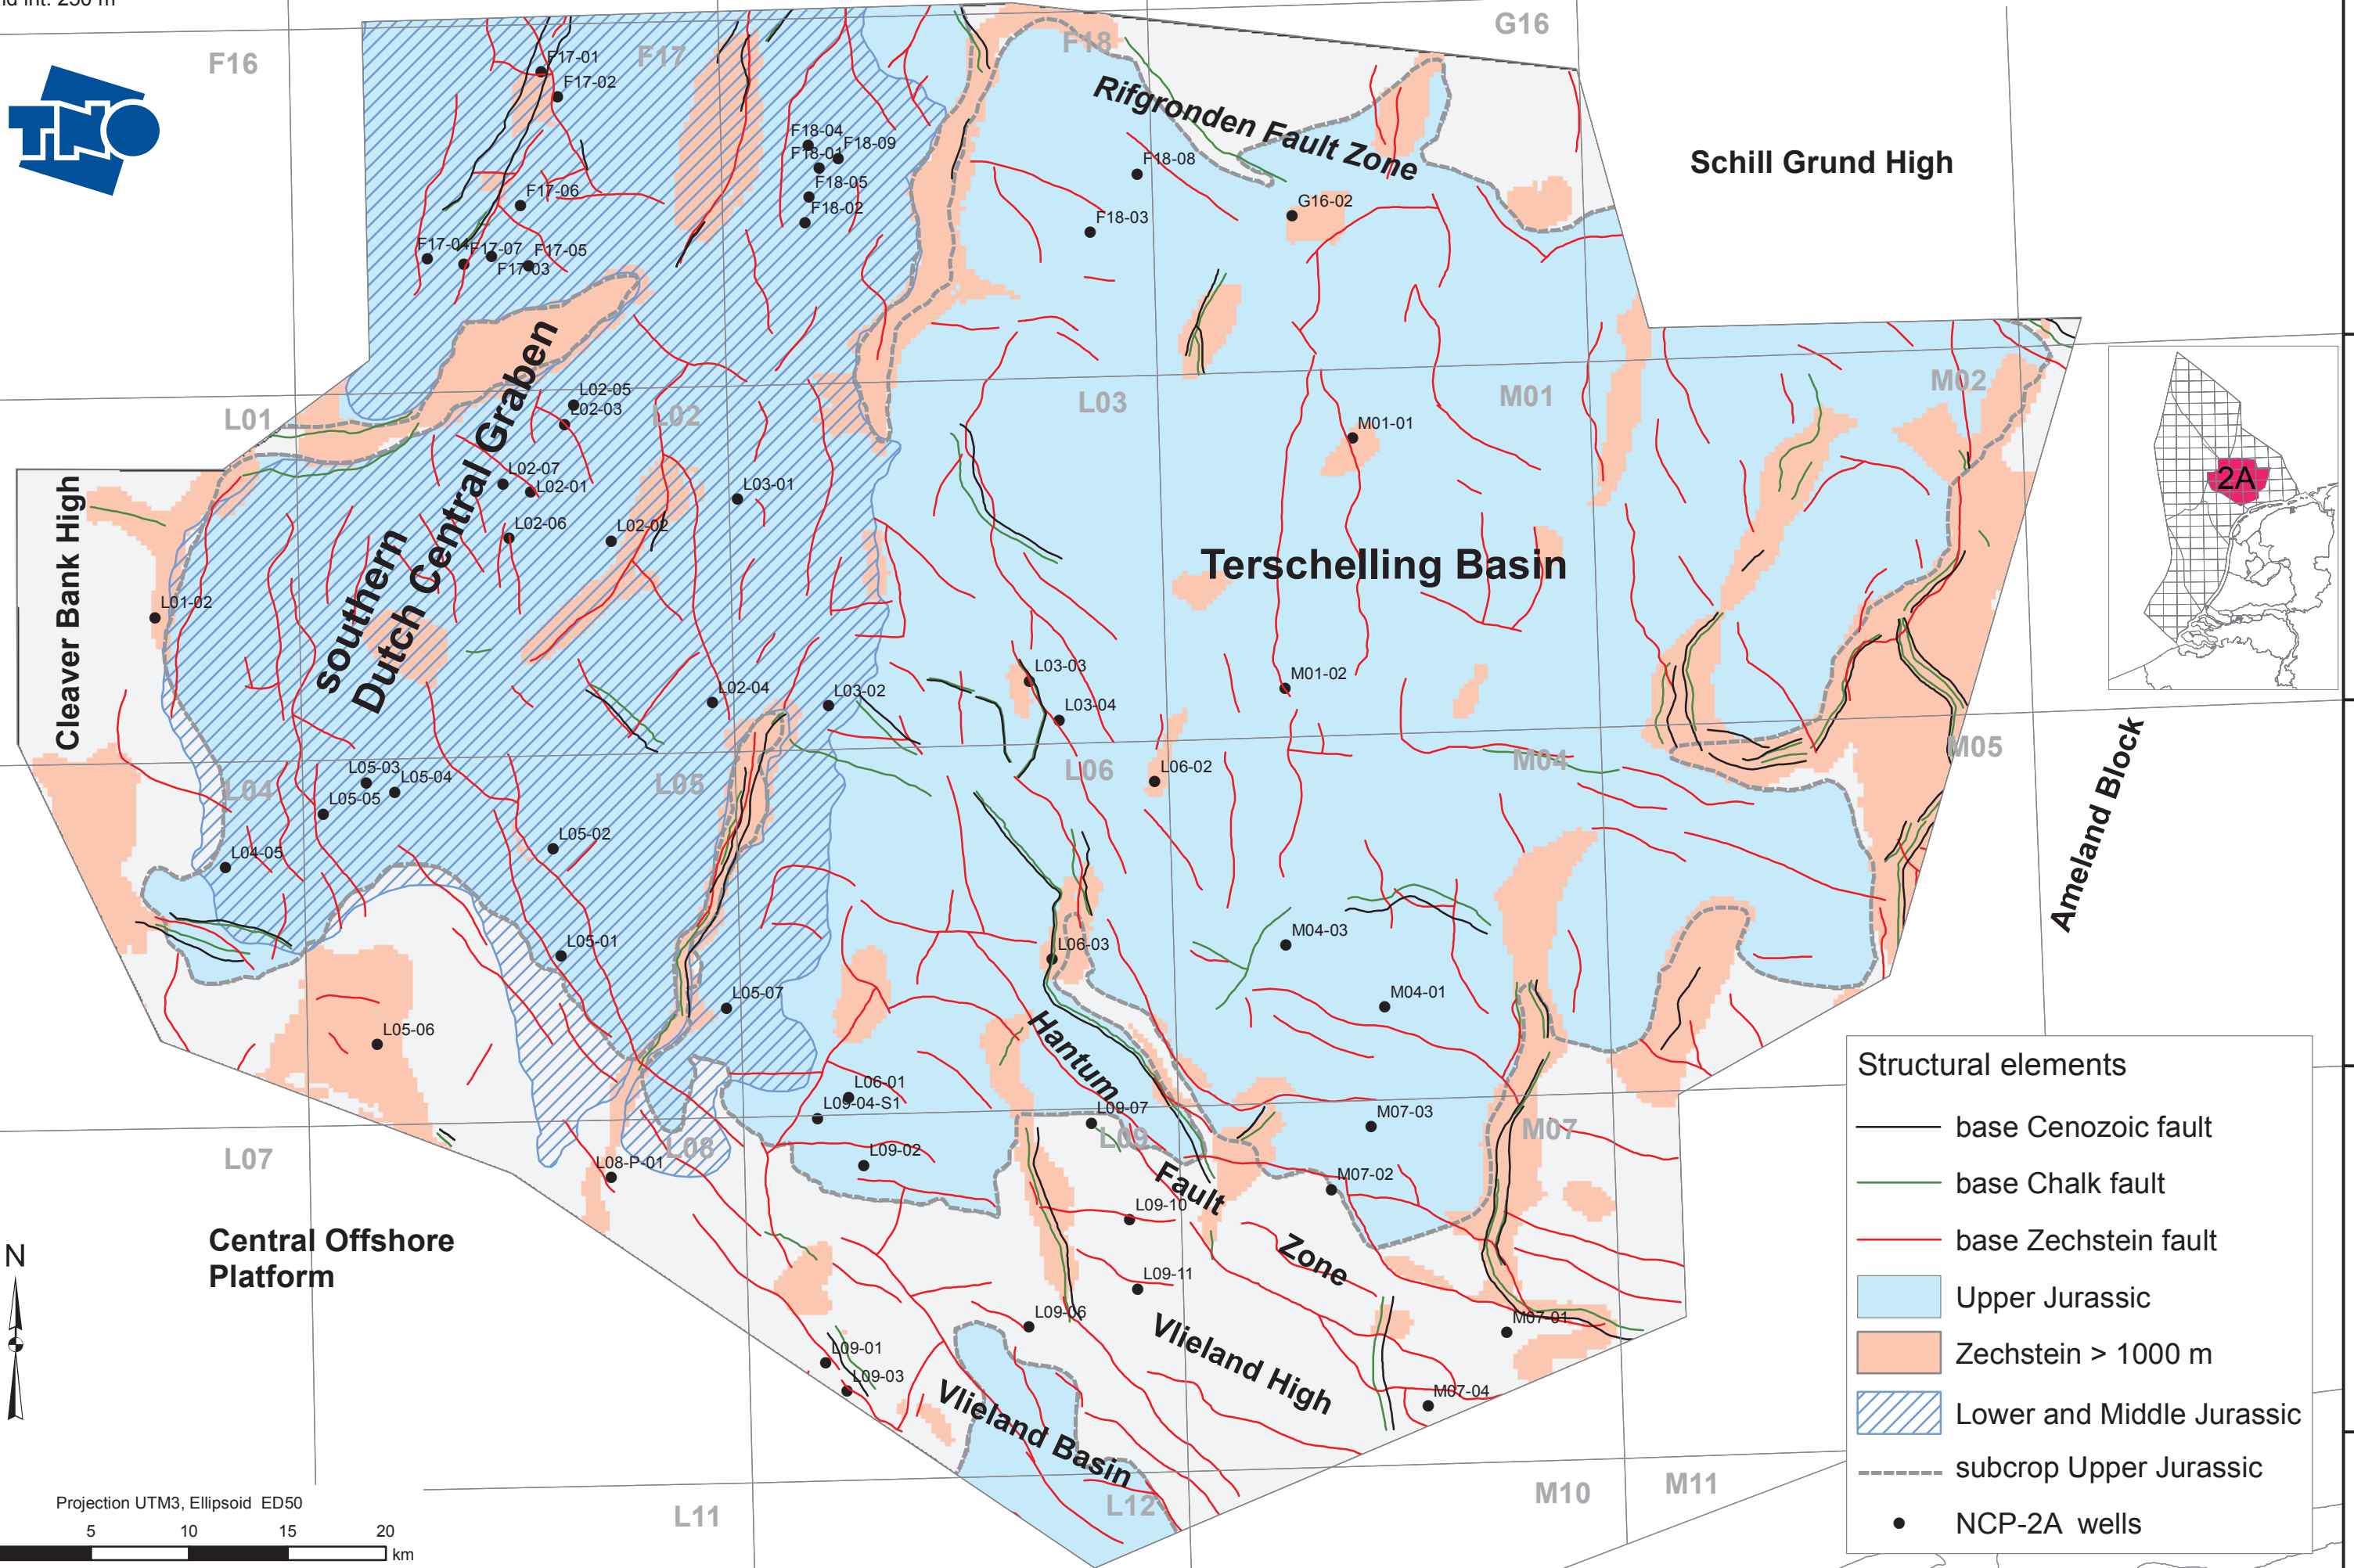 nd int. 250 m
TNO
F16
F17
F18
G16
F17-01
F17-02
F18-04
F18-09
F18-01
F18-05
F18-02
F17-06
F17-04
F17-07
F17-05
F17-03
Rifgronden Fault Zone
F18-08
F18-03
G16-02
Schill Grund High
L01
L02
L03
M01
M02
L02-05
L02-03
L02-07
L02-01
L02-06
L02-02
L03-01
M01-01
2A
Cleaver Bank High
southern
Dutch Central Graben
Terschelling Basin
L01-02
L02-04
L03-02
L03-03
L03-04
M01-02
Ameland Block
L04
L05
L06
M04
M05
L05-03
L05-04
L05-05
L05-02
L04-05
L06-02
L05-01
L06-03
M04-03
L05-07
M04-01
L05-06
Hantum
Fault
Zone
L06-01
L09-04-S1
L09-07
M07-03
L07
L08
L09
M07
L09-02
L08-P-01
M07-02
L09-10
Central Offshore
Platform
L09-11
L09-06
M07-01
Vlieland High
L09-01
L09-03
M07-04
Vlieland Basin
L11
L12
M10
M11
Structural elements
base Cenozoic fault
base Chalk fault
base Zechstein fault
Upper Jurassic
Zechstein > 1000 m
Lower and Middle Jurassic
subcrop Upper Jurassic
NCP-2A wells
N
Projection UTM3, Ellipsoid ED50
5 10 15 20
km